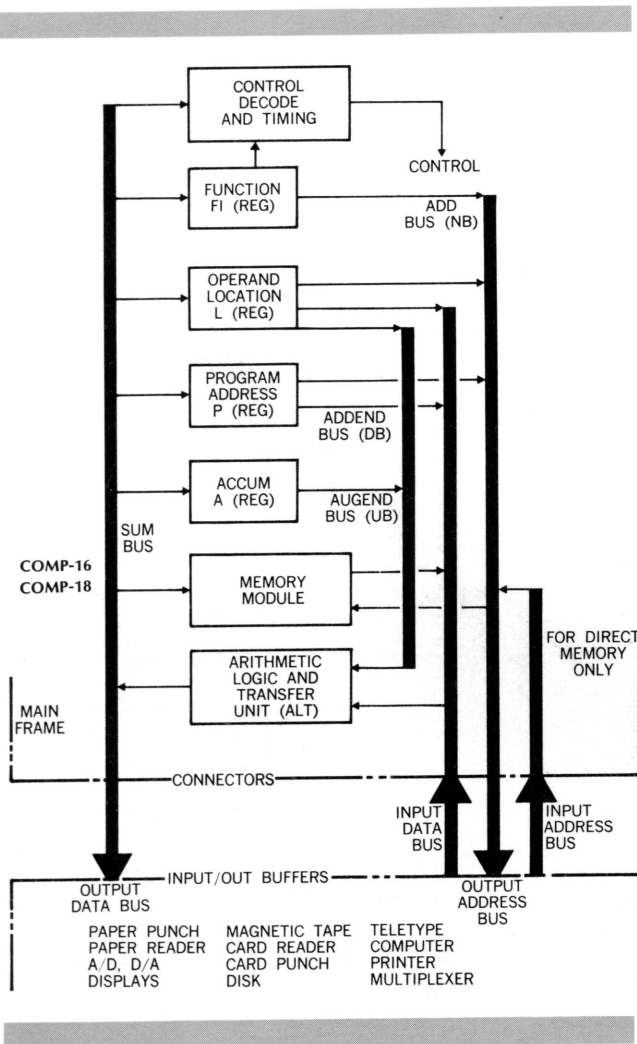 CONTROL
DECODE
AND TIMING
CONTROL
FUNCTION
FI (REG)
ADD
BUS (NB)
OPERAND
LOCATION
L (REG)
PROGRAM
ADDRESS
P (REG)
ADDEND
BUS (DB)
ACCUM
A (REG)
AUGEND
BUS (UB)
SUM
BUS
COMP-16
COMP-18
MEMORY
MODULE
FOR DIRECT
MEMORY
ONLY
ARITHMETIC
LOGIC AND
TRANSFER
UNIT (ALT)
MAIN
FRAME
CONNECTORS
INPUT
DATA
BUS
INPUT
ADDRESS
BUS
INPUT/OUT BUFFERS
OUTPUT
DATA BUS
OUTPUT
ADDRESS
BUS
PAPER PUNCH MAGNETIC TAPE TELETYPE
PAPER READER CARD READER COMPUTER
A/D, D/A CARD PUNCH PRINTER
DISPLAYS DISK MULTIPLEXER